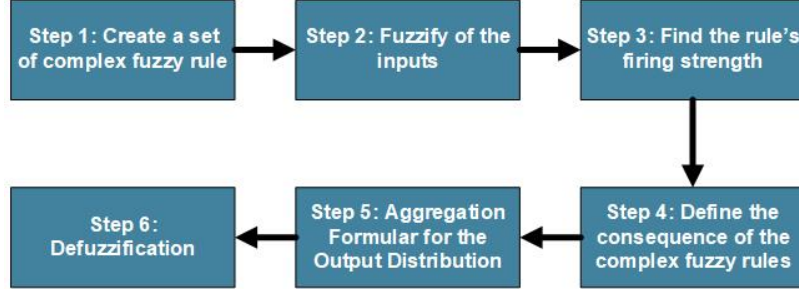 Step 1: Create a set
of complex fuzzy rule
Step 2: Fuzzify of the
inputs
Step 3: Find the rule's
firing strength
Step 4: Define the
consequence of the
complex fuzzy rules
Step 5: Aggregation
Formular for the
Output Distribution
Step 6:
Defuzzification